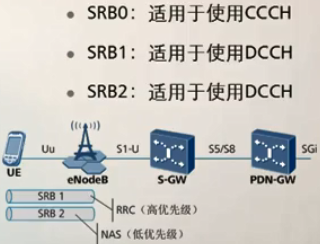 SRB0：适用于使用CCCH
SRB1：适用于使用DCCH
SRB2：适用于使用DCCH
Uu
S1-U
S5/S8
SGi
UE
eNodeB
S-GW
PDN-GW
SRB 1
SRB 2
RRC（高优先级）
NAS（低优先级）